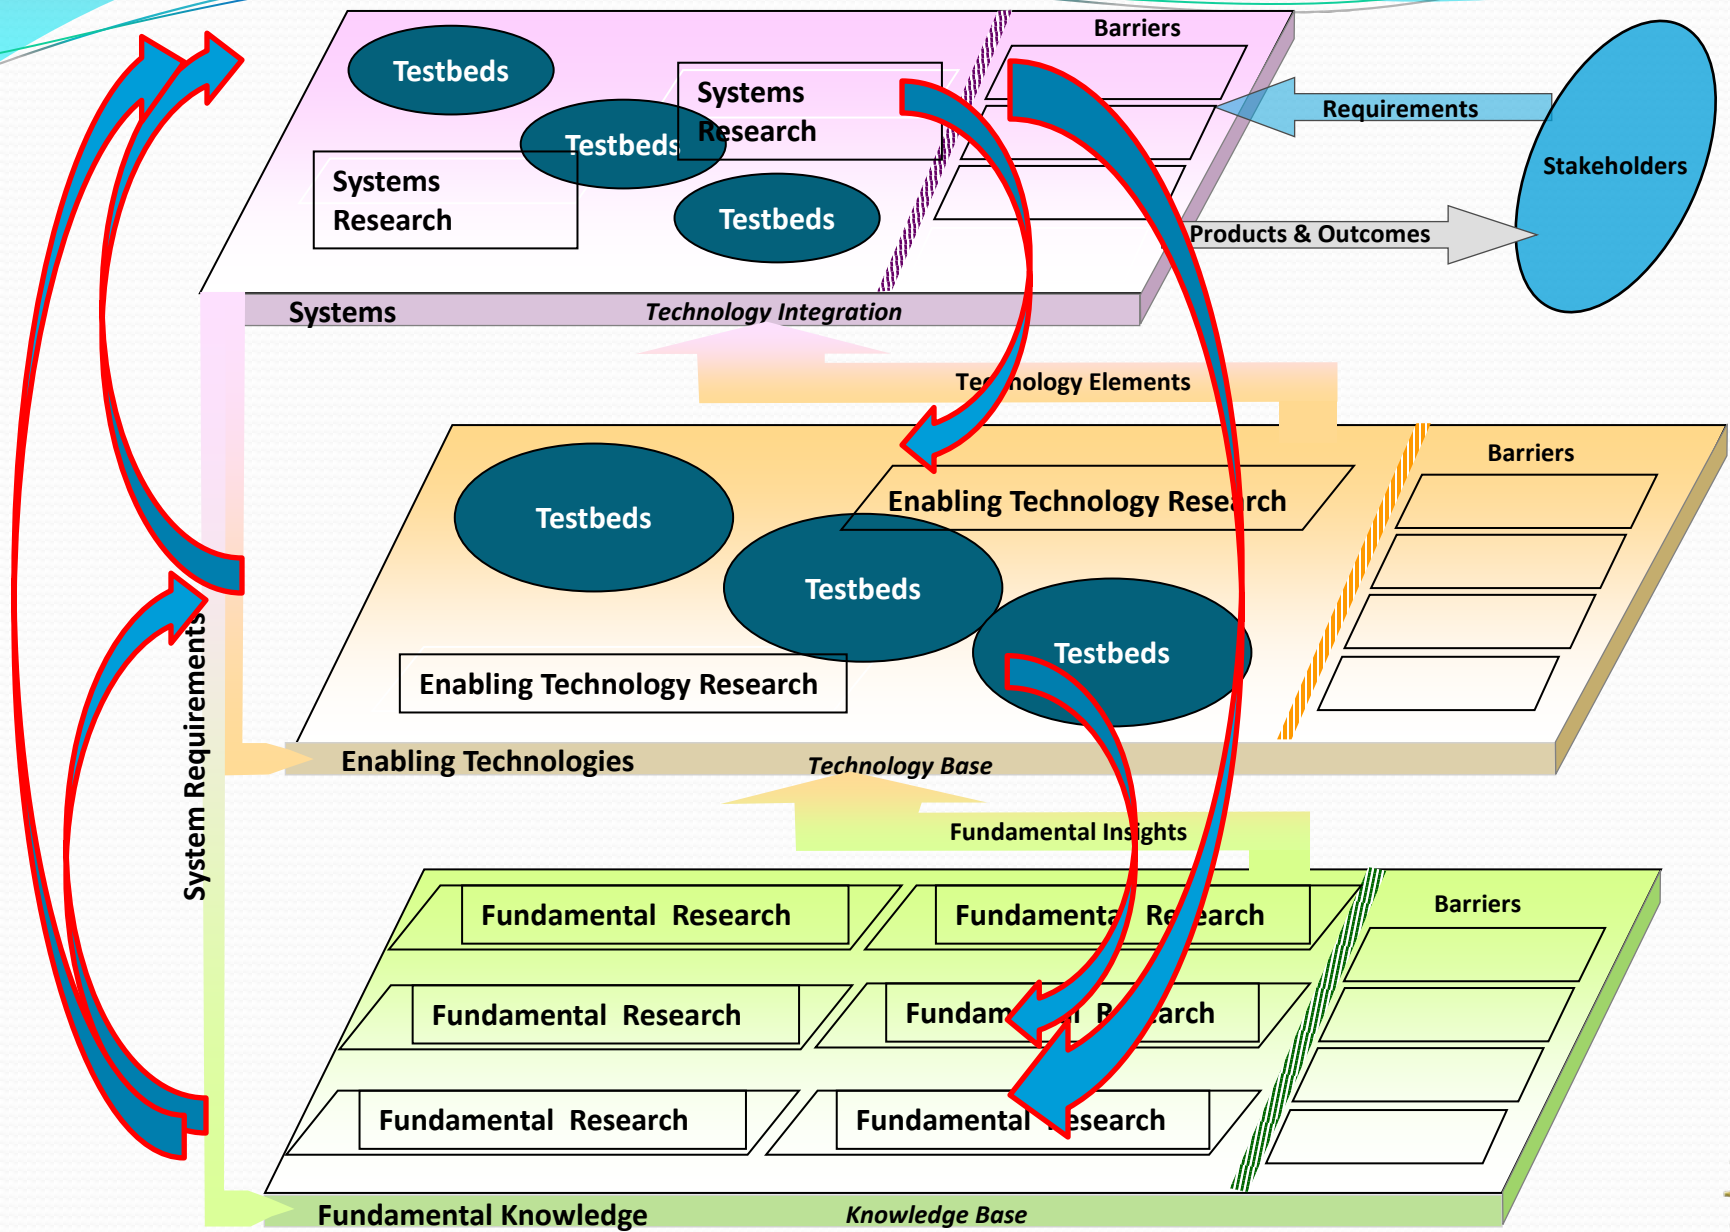 Barriers
Testbeds
Systems
Research
Requirements
Testbeds
Stakeholders
Systems
Research
Testbeds
Products & Outcomes
Systems
Technology Integration
Technology Elements
Barriers
Enabling Technology Research
Testbeds
Testbeds
Testbeds
Enabling Technology Research
System Requirements
Enabling Technologies
Technology Base
Fundamental Insights
Barriers
Fundamental Research
Fundamental Research
Fundamental Research
Fundamental Research
Fundamental Research
Fundamental Research
Fundamental Knowledge
Knowledge Base